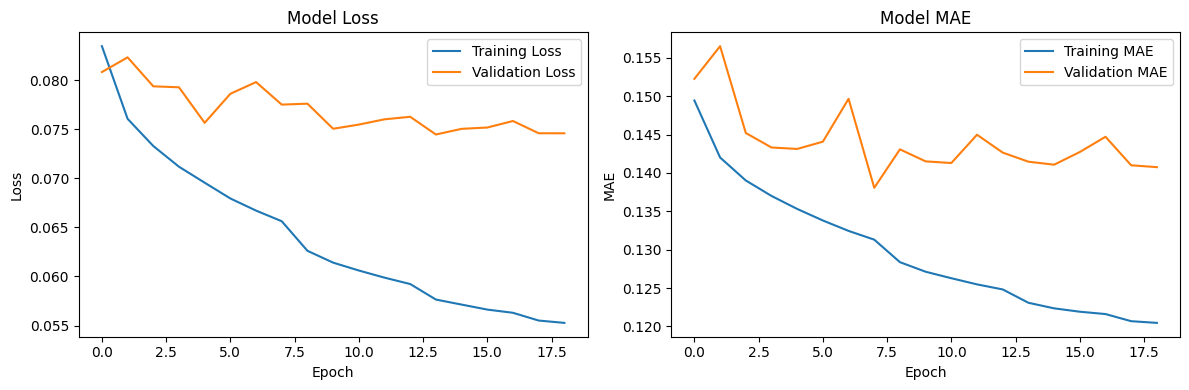 Model Loss
Training Loss
Validation Loss
0.080
0.075
0.070
0.065
0.060
0.055
Loss
0.0 2.5 5.0 7.5 10.0 12.5 15.0 17.5
Epoch
Model MAE
Training MAE
Validation MAE
0.155
0.150
0.145
0.140
0.135
0.130
0.125
0.120
MAE
0.0 2.5 5.0 7.5 10.0 12.5 15.0 17.5
Epoch